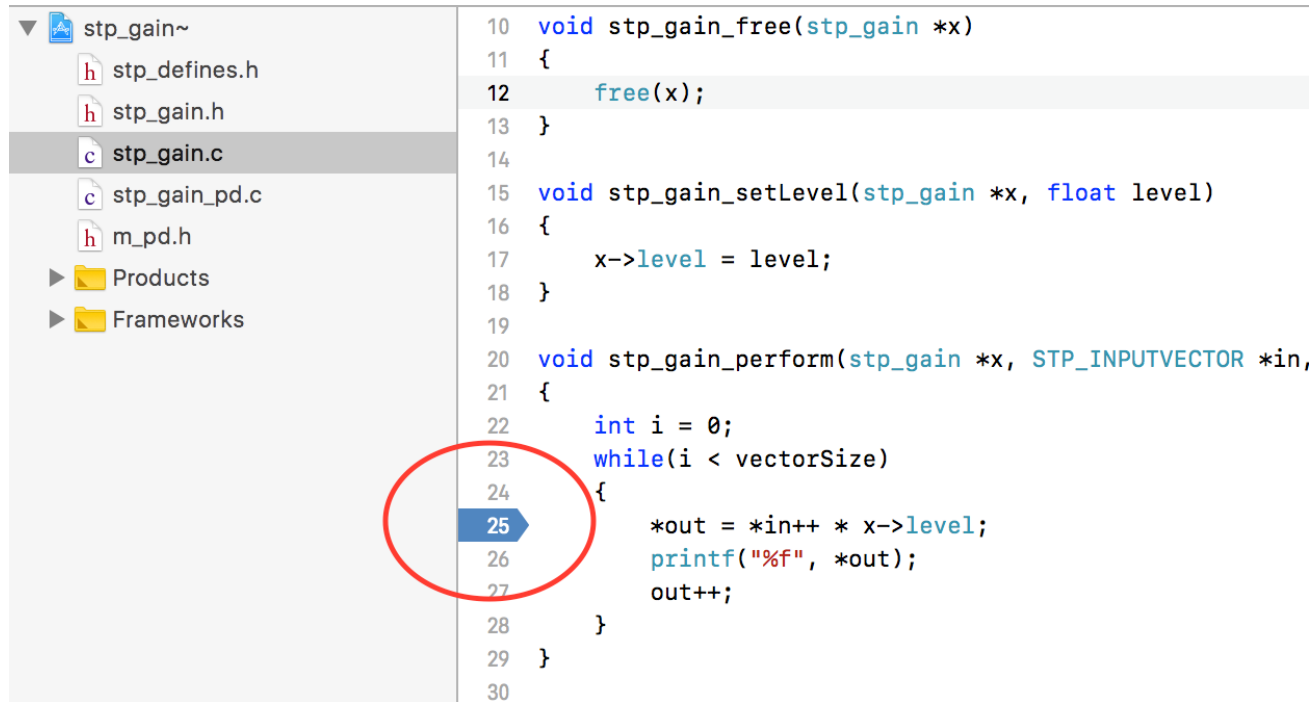 stp_gain~
stp_defines.h
stp_gain.h
stp_gain.c
stp_gain_pd.c
m_pd.h
Products
Frameworks
10 void stp_gain_free(stp_gain *x)
11 {
12     free(x);
13 }
14
15 void stp_gain_setLevel(stp_gain *x, float level)
16 {
17     x->level = level;
18 }
19
20 void stp_gain_perform(stp_gain *x, STP_INPUTVECTOR *in,
21 {
22     int i = 0;
23     while(i < vectorSize)
24     {
25         *out = *in++ * x->level;
26         printf("%f", *out);
27         out++;
28     }
29 }
30